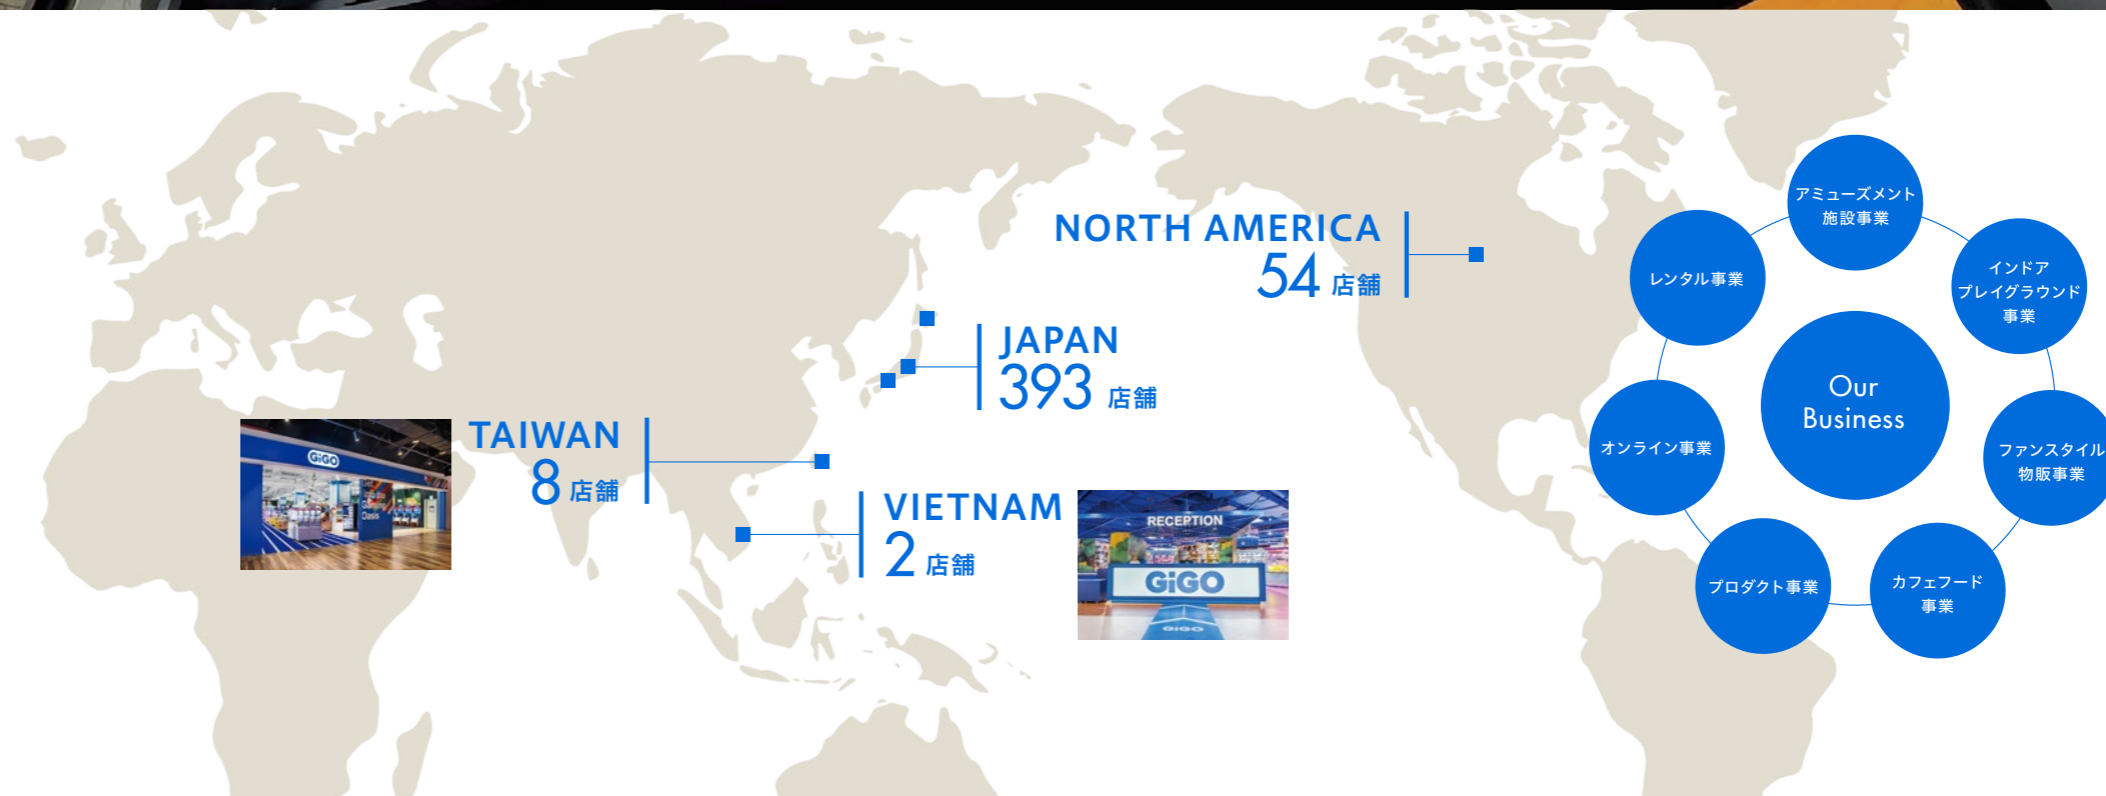 NORTH AMERICA
54 店舗
JAPAN
393 店舗
TAIWAN
8 店舗
VIETNAM
2 店舗
GiGO
Oasis
RECEPTION
GiGO
GiGO
Our
Business
アミューズメント
施設事業
インドア
プレイグラウンド
事業
ファンスタイル
物販事業
カフェフード
事業
プロダクト事業
オンライン事業
レンタル事業